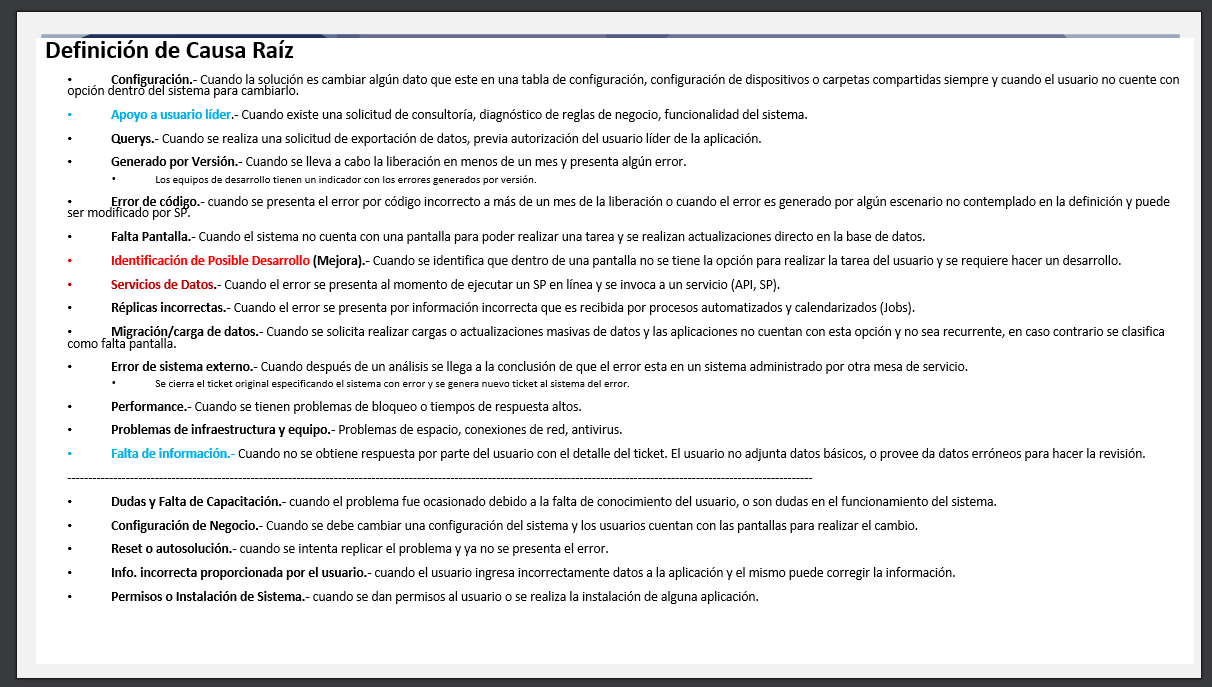 Definición de Causa Raíz
• Configuración.- Cuando la solución es cambiar algún dato que este en una tabla de configuración, configuración de dispositivos o carpetas compartidas siempre y cuando el usuario no cuente con
opción dentro del sistema para cambiarlo.
• Apoyo a usuario líder.- Cuando existe una solicitud de consultoría, diagnóstico de reglas de negocio, funcionalidad del sistema.
• Querys.- Cuando se realiza una solicitud de exportación de datos, previa autorización del usuario líder de la aplicación.
• Generado por Versión.- Cuando se lleva a cabo la liberación en menos de un mes y presenta algún error.
• Los equipos de desarrollo tienen un indicador con los errores generados por versión.
• Error de código.- cuando se presenta el error por código incorrecto a más de un mes de la liberación o cuando el error es generado por algún escenario no contemplado en la definición y puede
ser modificado por SP.
• Falta Pantalla.- Cuando el sistema no cuenta con una pantalla para poder realizar una tarea y se realizan actualizaciones directo en la base de datos.
• Identificación de Posible Desarrollo (Mejora).- Cuando se identifica que dentro de una pantalla no se tiene la opción para realizar la tarea del usuario y se requiere hacer un desarrollo.
• Servicios de Datos.- Cuando el error se presenta al momento de ejecutar un SP en línea y se invoca a un servicio (API, SP).
• Réplicas incorrectas.- Cuando el error se presenta por información incorrecta que es recibida por procesos automatizados y calendarizados (Jobs).
• Migración/carga de datos.- Cuando se solicita realizar cargas o actualizaciones masivas de datos y las aplicaciones no cuentan con esta opción y no sea recurrente, en caso contrario se clasifica
como falta pantalla.
• Error de sistema externo.- Cuando después de un análisis se llega a la conclusión de que el error esta en un sistema administrado por otra mesa de servicio.
• Se cierra el ticket original especificando el sistema con error y se genera nuevo ticket al sistema del error.
• Performance.- Cuando se tienen problemas de bloqueo o tiempos de respuesta altos.
• Problemas de infraestructura y equipo.- Problemas de espacio, conexiones de red, antivirus.
• Falta de información.- Cuando no se obtiene respuesta por parte del usuario con el detalle del ticket. El usuario no adjunta datos básicos, o provee da datos erróneos para hacer la revisión.
--------------------------------------------------------------------------------------------------------------------------------------------------------------------------------------
• Dudas y Falta de Capacitación.- cuando el problema fue ocasionado debido a la falta de conocimiento del usuario, o son dudas en el funcionamiento del sistema.
• Configuración de Negocio.- Cuando se debe cambiar una configuración del sistema y los usuarios cuentan con las pantallas para realizar el cambio.
• Reset o autosolución.- cuando se intenta replicar el problema y ya no se presenta el error.
• Info. incorrecta proporcionada por el usuario.- cuando el usuario ingresa incorrectamente datos a la aplicación y el mismo puede corregir la información.
• Permisos o Instalación de Sistema.- cuando se dan permisos al usuario o se realiza la instalación de alguna aplicación.